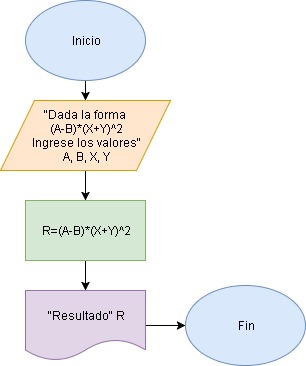 Inicio
"Dada la forma
(A-B)*(X+Y)^2
Ingrese los valores"
A, B, X, Y
R=(A-B)*(X+Y)^2
"Resultado" R
Fin